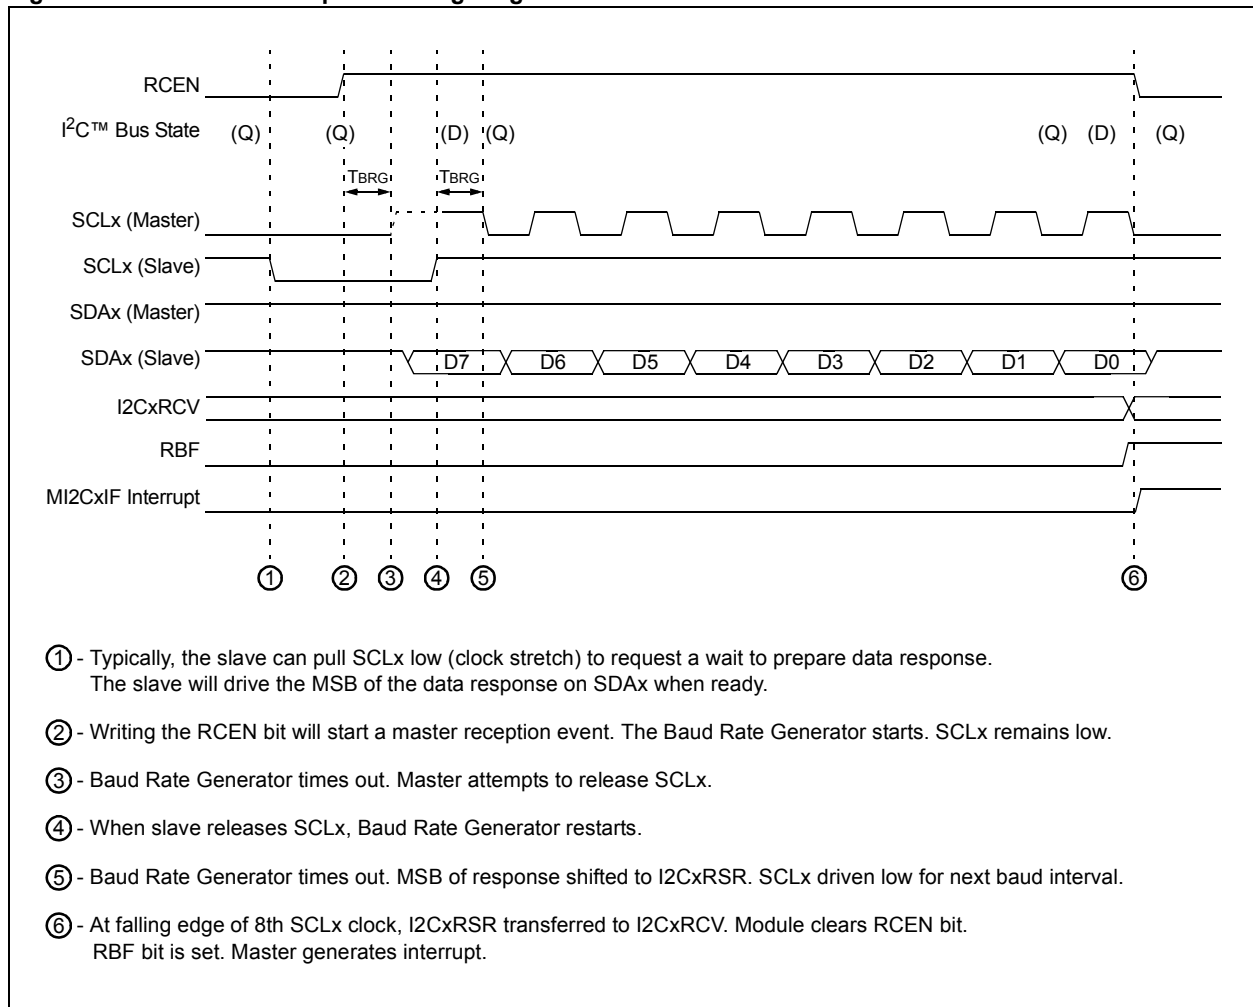 RCEN
I²C™ Bus State (Q) (Q) (D) (Q) (Q) (D) (Q)
TBRG TBRG
SCLx (Master)
SCLx (Slave)
SDAx (Master)
SDAx (Slave) D7 D6 D5 D4 D3 D2 D1 D0
I2CxRCV
RBF
MI2CxIF Interrupt
① ② ③ ④ ⑤ ⑥
① - Typically, the slave can pull SCLx low (clock stretch) to request a wait to prepare data response.
The slave will drive the MSB of the data response on SDAx when ready.
② - Writing the RCEN bit will start a master reception event. The Baud Rate Generator starts. SCLx remains low.
③ - Baud Rate Generator times out. Master attempts to release SCLx.
④ - When slave releases SCLx, Baud Rate Generator restarts.
⑤ - Baud Rate Generator times out. MSB of response shifted to I2CxRSR. SCLx driven low for next baud interval.
⑥ - At falling edge of 8th SCLx clock, I2CxRSR transferred to I2CxRCV. Module clears RCEN bit.
RBF bit is set. Master generates interrupt.